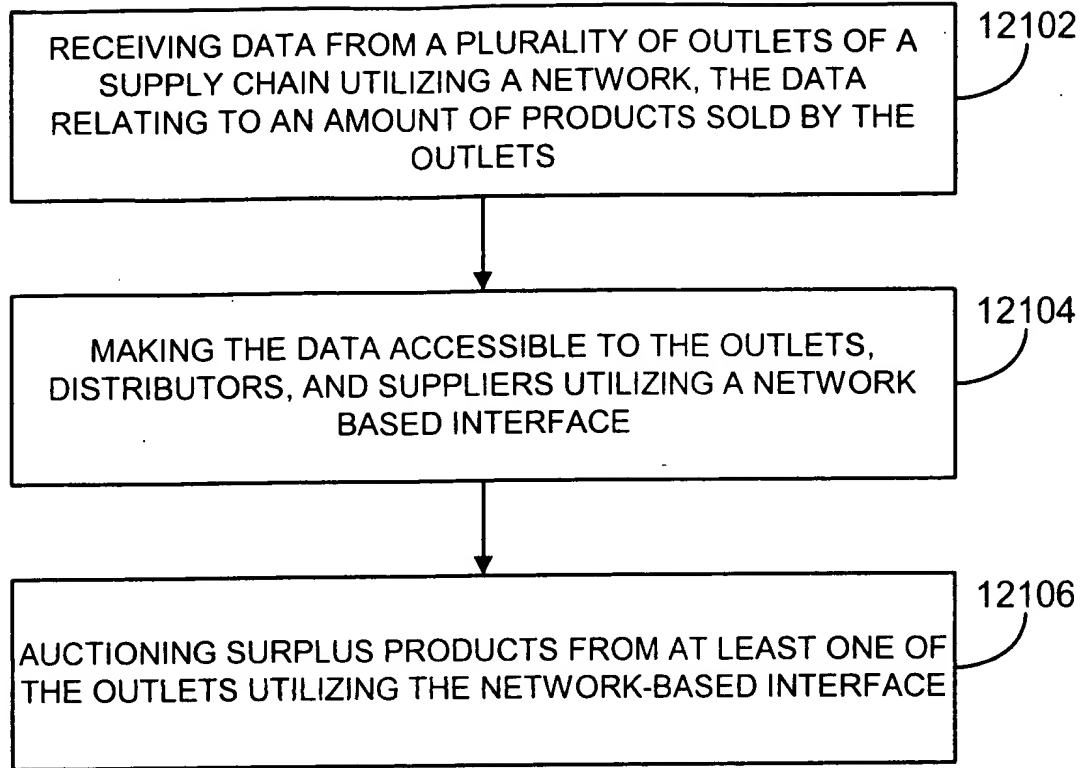 RECEIVING DATA FROM A PLURALITY OF OUTLETS OF A
SUPPLY CHAIN UTILIZING A NETWORK, THE DATA
RELATING TO AN AMOUNT OF PRODUCTS SOLD BY THE
OUTLETS
12102
MAKING THE DATA ACCESSIBLE TO THE OUTLETS,
DISTRIBUTORS, AND SUPPLIERS UTILIZING A NETWORK
BASED INTERFACE
12104
AUCTIONING SURPLUS PRODUCTS FROM AT LEAST ONE OF
THE OUTLETS UTILIZING THE NETWORK-BASED INTERFACE
12106